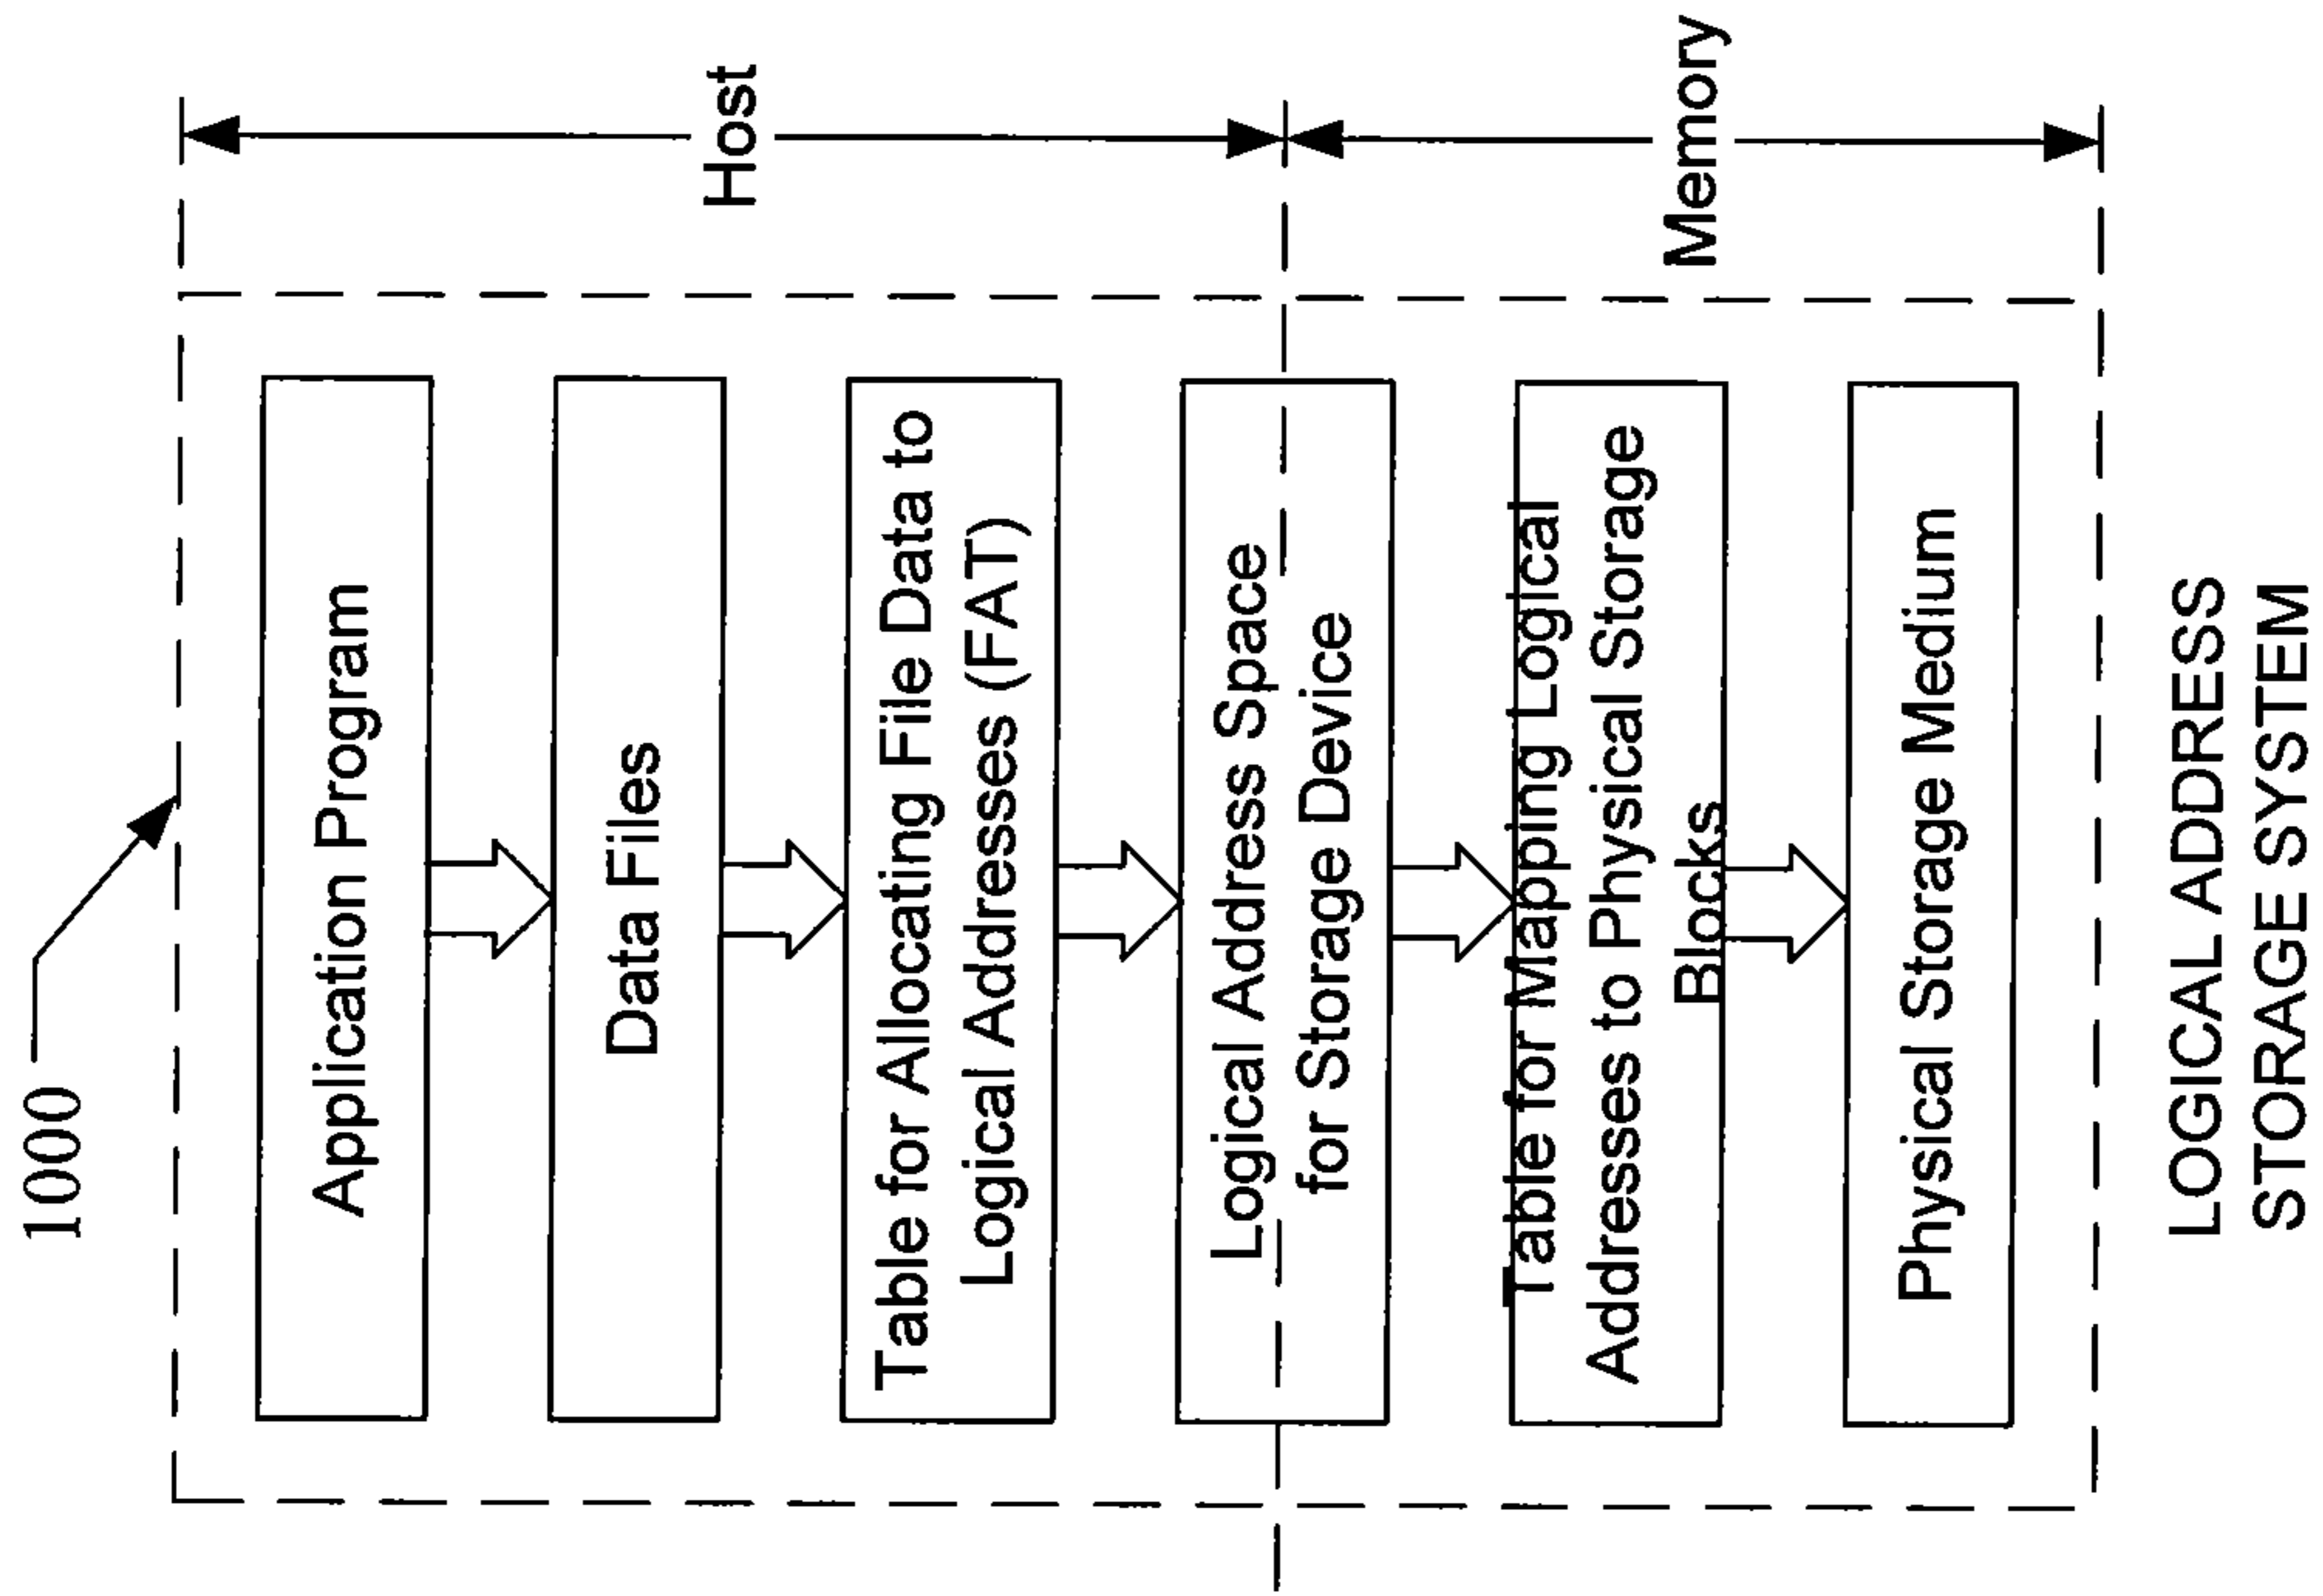 1000
Host
Memory
Application Program
Data Files
Table for Allocating File Data to
Logical Addresses (FAT)
Logical Address Space
for Storage Device
Table for Mapping Logical
Addresses to Physical Storage
Blocks
Physical Storage Medium
LOGICAL ADDRESS
STORAGE SYSTEM